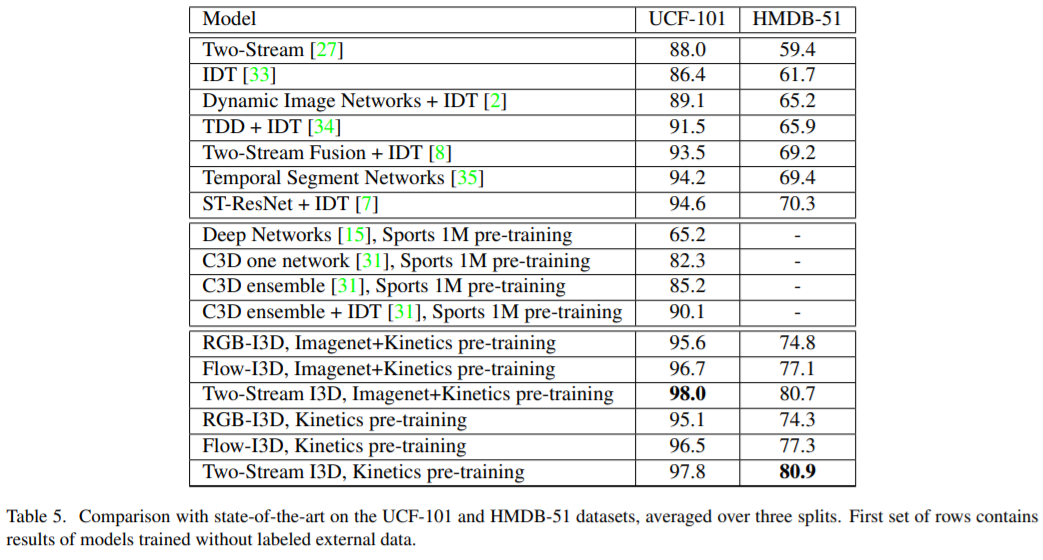 Model UCF-101 HMDB-51
Two-Stream [27] 88.0 59.4
IDT [33] 86.4 61.7
Dynamic Image Networks + IDT [2] 89.1 65.2
TDD + IDT [34] 91.5 65.9
Two-Stream Fusion + IDT [8] 93.5 69.2
Temporal Segment Networks [35] 94.2 69.4
ST-ResNet + IDT [7] 94.6 70.3
Deep Networks [15], Sports 1M pre-training 65.2 -
C3D one network [31], Sports 1M pre-training 82.3 -
C3D ensemble [31], Sports 1M pre-training 85.2 -
C3D ensemble + IDT [31], Sports 1M pre-training 90.1 -
RGB-I3D, Imagenet+Kinetics pre-training 95.6 74.8
Flow-I3D, Imagenet+Kinetics pre-training 96.7 77.1
Two-Stream I3D, Imagenet+Kinetics pre-training 98.0 80.7
RGB-I3D, Kinetics pre-training 95.1 74.3
Flow-I3D, Kinetics pre-training 96.5 77.3
Two-Stream I3D, Kinetics pre-training 97.8 80.9
Table 5. Comparison with state-of-the-art on the UCF-101 and HMDB-51 datasets, averaged over three splits. First set of rows contains
results of models trained without labeled external data.